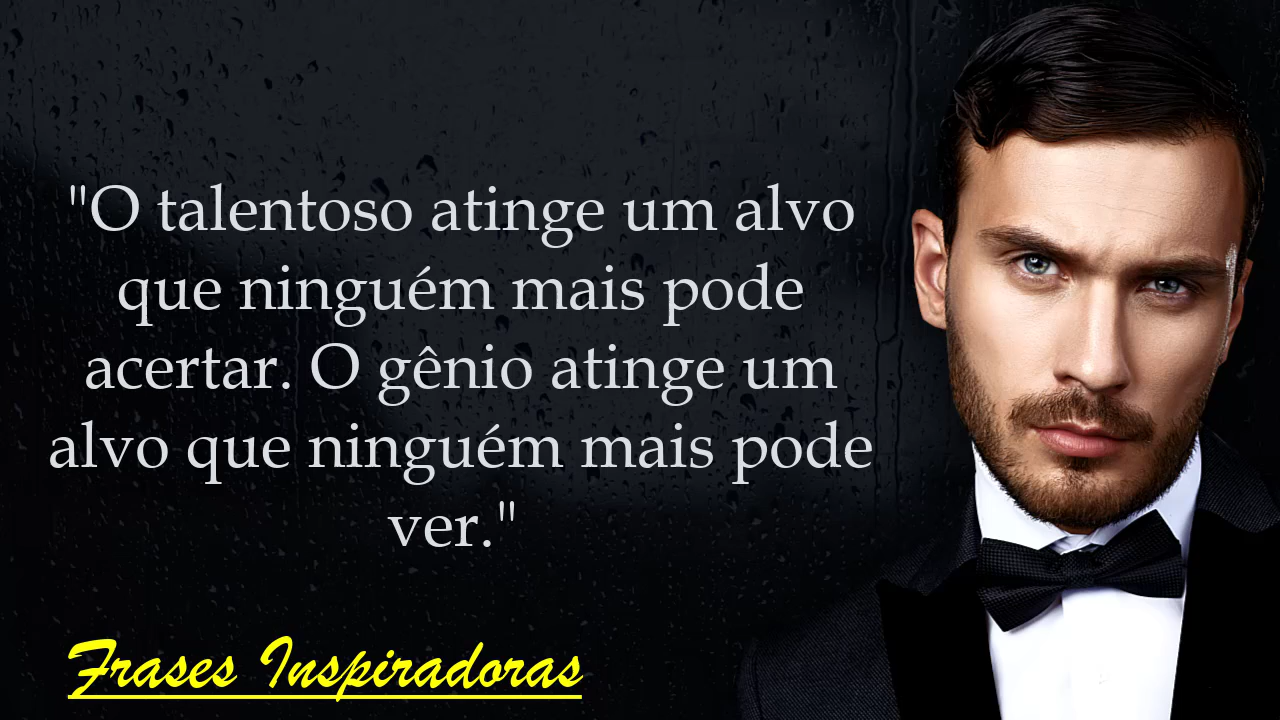 "O talentoso atinge um alvo
que ninguém mais pode
acertar. O gênio atinge um
alvo que ninguém mais pode
ver."
Frases Inspiradoras